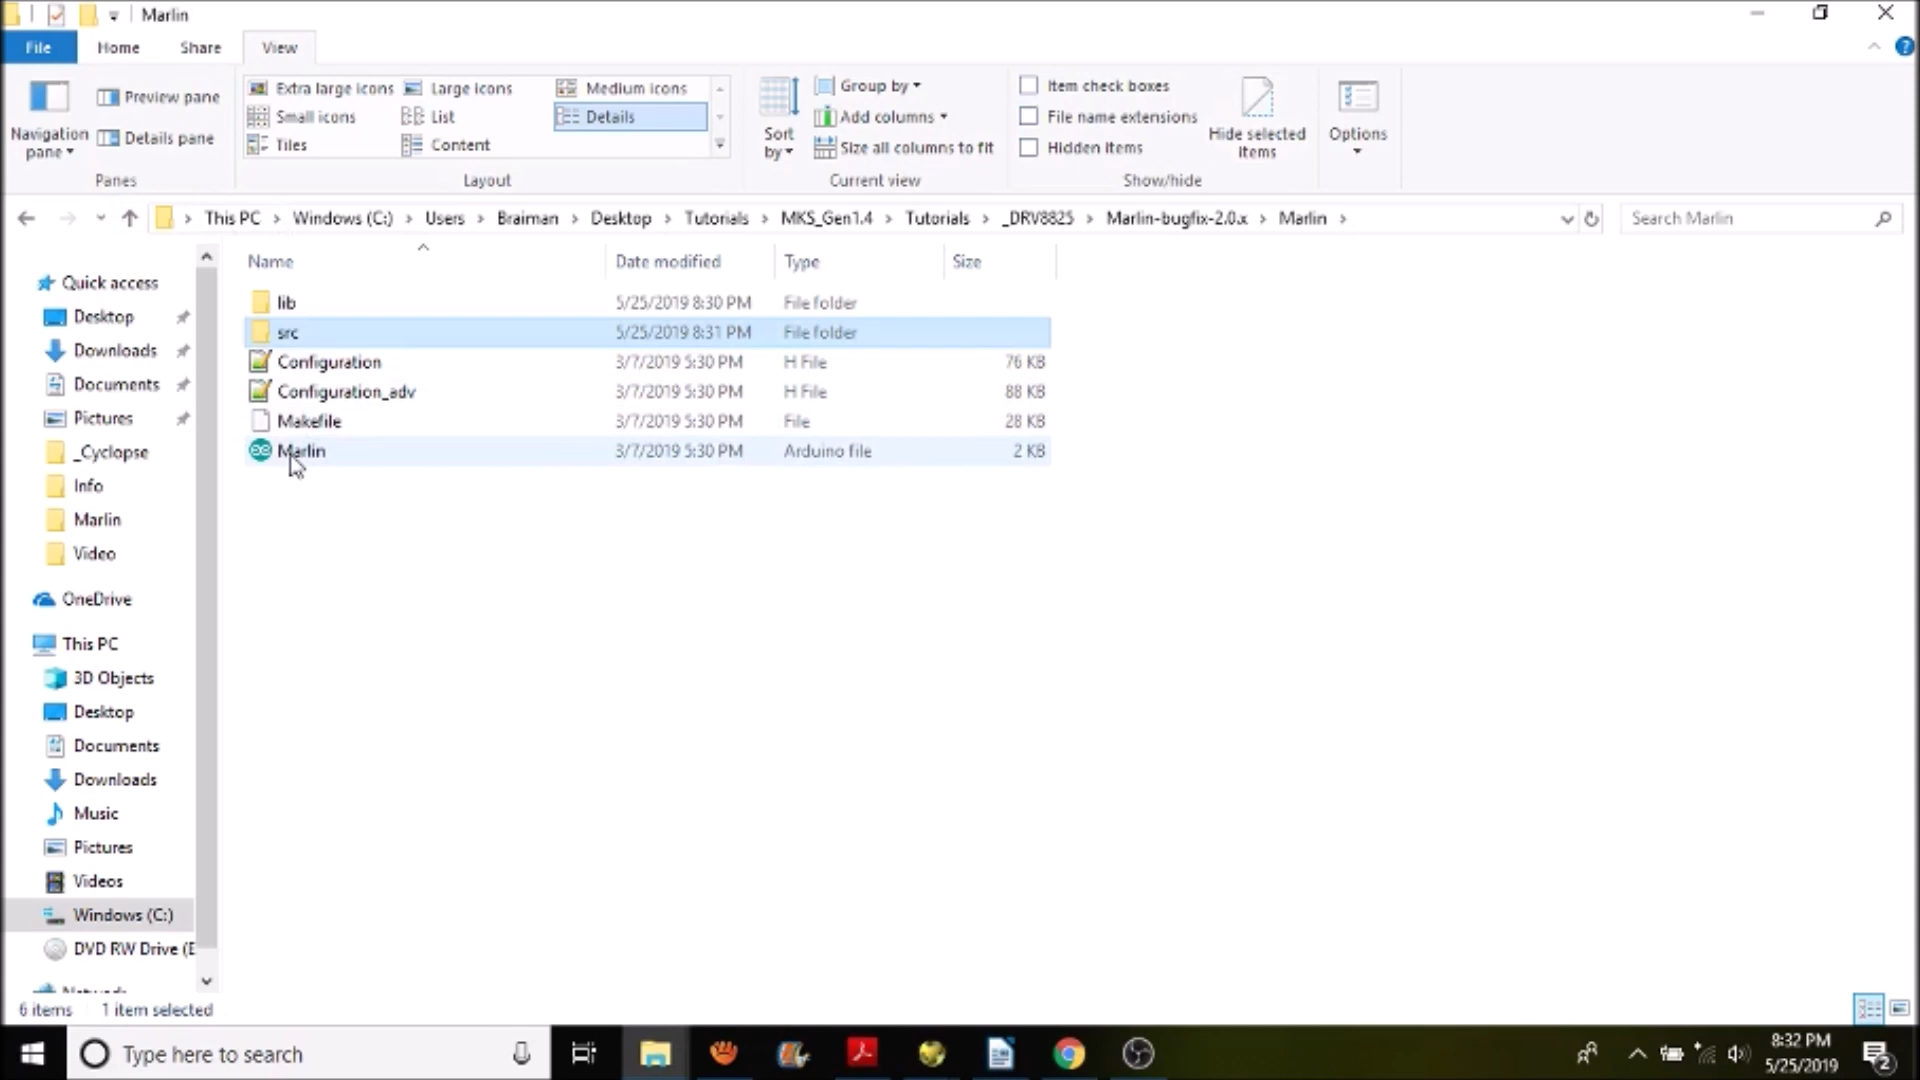 Marlin
File Home Share View
Navigation pane
Preview pane
Details pane
Panes
Extra large icons Large icons Medium icons
Small icons List Details
Tiles Content
Layout
Sort by
Group by
Add columns
Size all columns to fit
Current view
Item check boxes
File name extensions
Hidden items
Hide selected items
Show/hide
Options
This PC Windows (C:) Users Braiman Desktop Tutorials MKS_Gen1.4 Tutorials _DRV8825 Marlin-bugfix-2.0.x Marlin
Search Marlin
Quick access
Desktop
Downloads
Documents
Pictures
_Cyclopse
Info
Marlin
Video
OneDrive
This PC
3D Objects
Desktop
Documents
Downloads
Music
Pictures
Videos
Windows (C:)
DVD RW Drive (E
Name Date modified Type Size
lib 5/25/2019 8:30 PM File folder
src 5/25/2019 8:31 PM File folder
Configuration 3/7/2019 5:30 PM H File 76 KB
Configuration_adv 3/7/2019 5:30 PM H File 88 KB
Makefile 3/7/2019 5:30 PM File 28 KB
Marlin 3/7/2019 5:30 PM Arduino file 2 KB
6 items 1 item selected
Type here to search
8:32 PM
5/25/2019
2